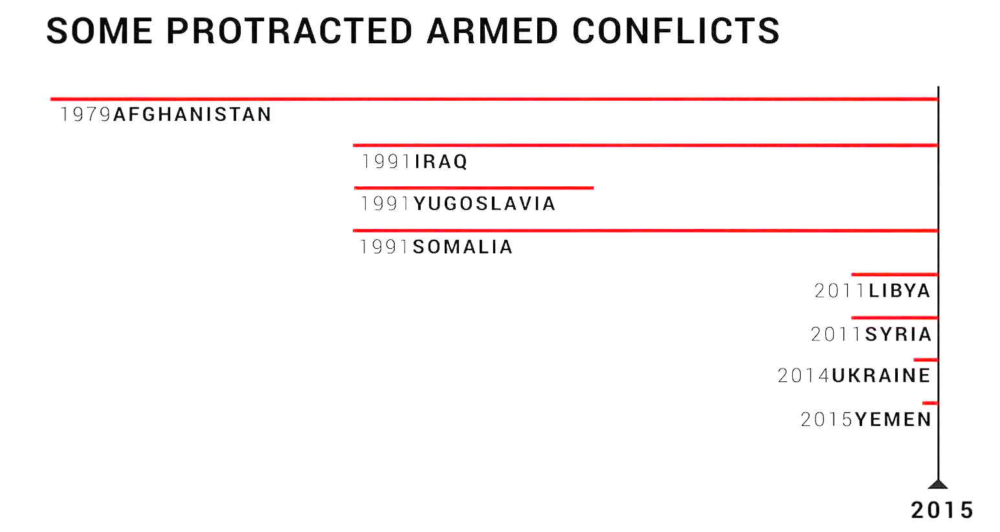 SOME PROTRACTED ARMED CONFLICTS
1979AFGHANISTAN
1991IRAQ
1991YUGOSLAVIA
1991SOMALIA
2011LIBYA
2011SYRIA
2014UKRAINE
2015YEMEN
2015